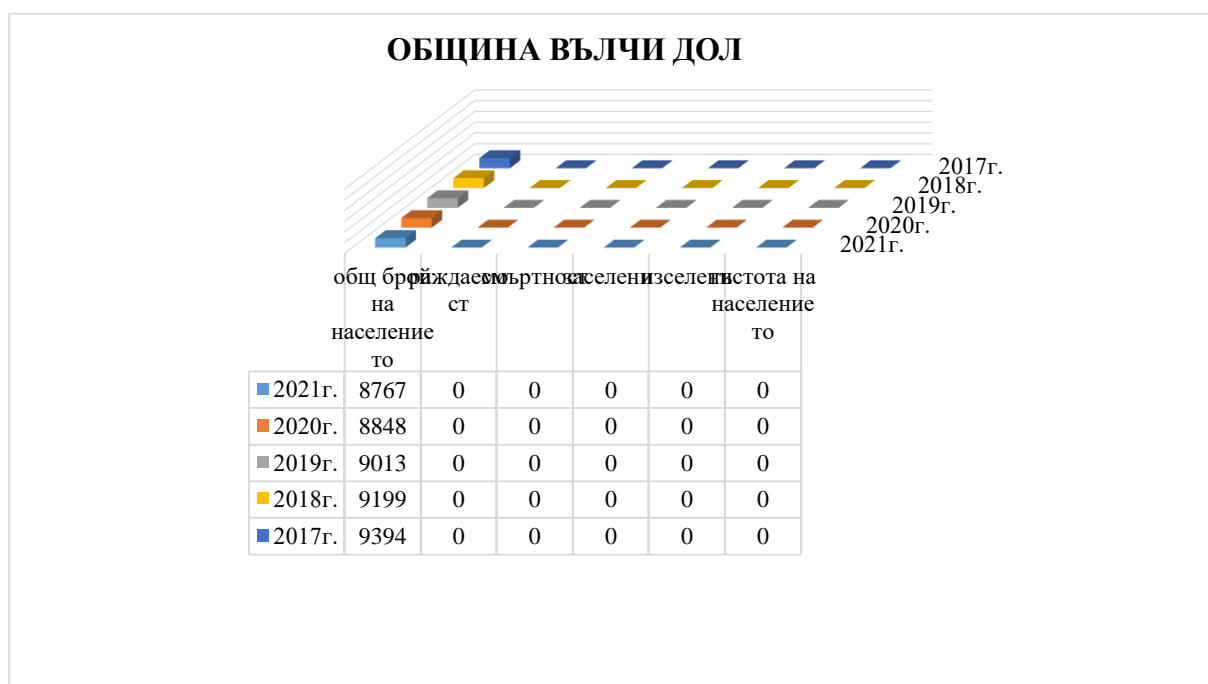 ОБЩИНА ВЪЛЧИ ДОЛ
2017г.
2018г.
2019г.
2020г.
2021г.
общ брой на населението
раждаемост
смъртност
заселени
изселени
гъстота на населението
2021г. 8767 0 0 0 0 0
2020г. 8848 0 0 0 0 0
2019г. 9013 0 0 0 0 0
2018г. 9199 0 0 0 0 0
2017г. 9394 0 0 0 0 0